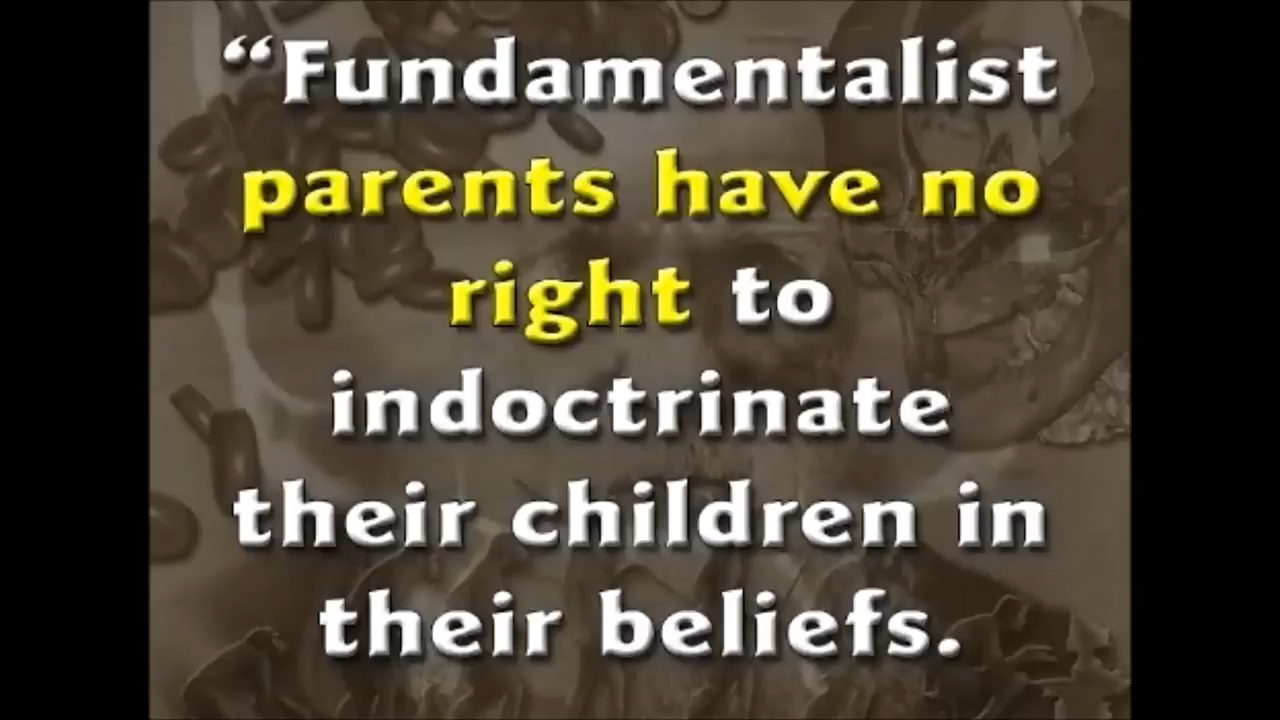 “Fundamentalist
parents have no
right to
indoctrinate
their children in
their beliefs.